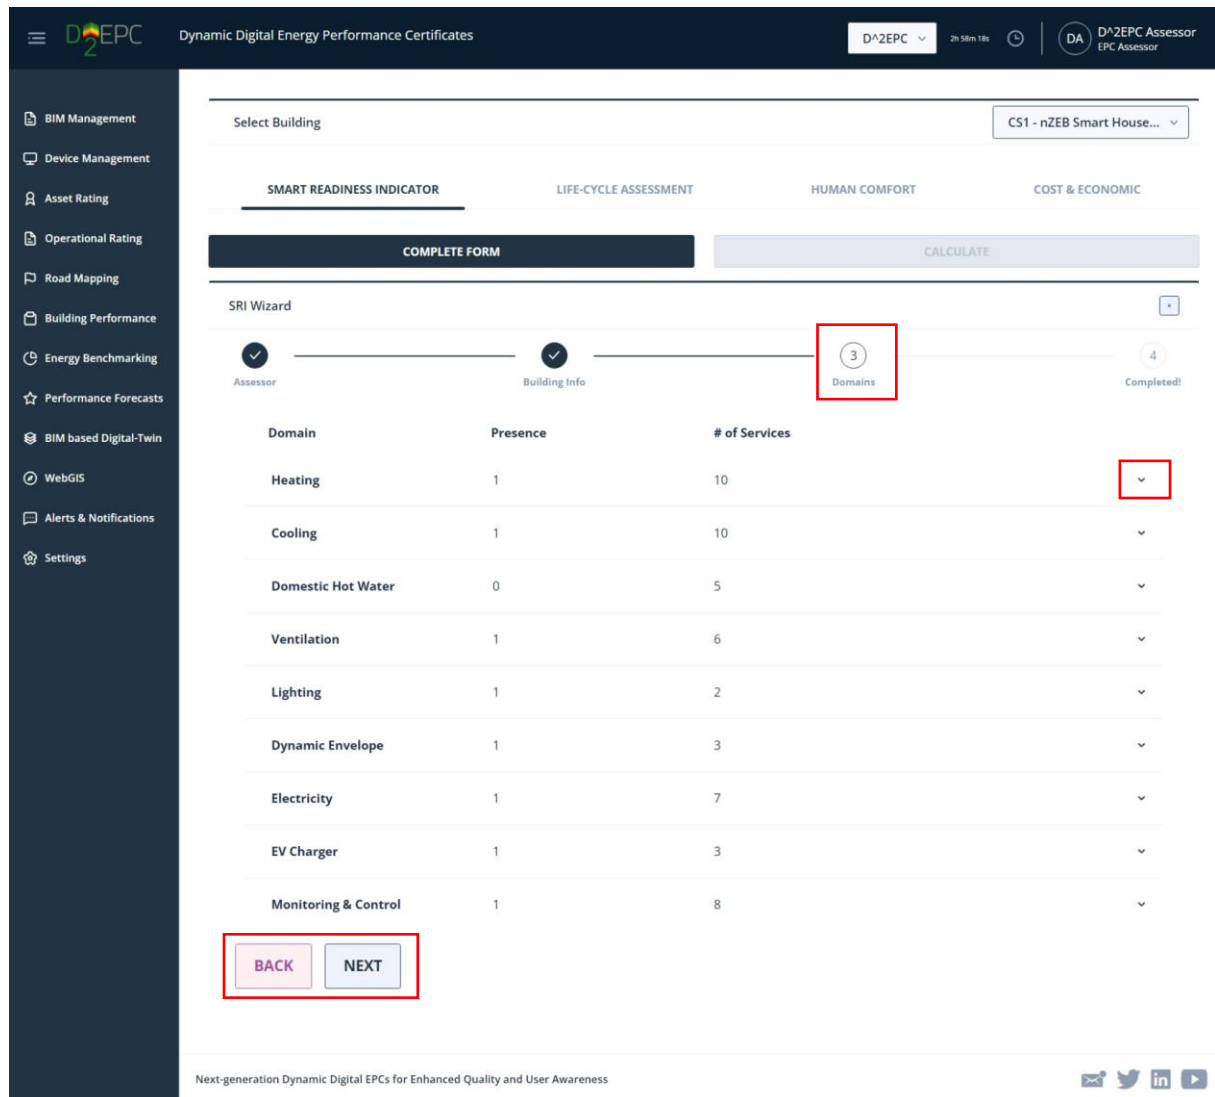 D2EPC
Dynamic Digital Energy Performance Certificates
D^2EPC
2h 58m 18s
DA
D^2EPC Assessor
EPC Assessor
BIM Management
Device Management
Asset Rating
Operational Rating
Road Mapping
Building Performance
Energy Benchmarking
Performance Forecasts
BIM based Digital-Twin
WebGIS
Alerts & Notifications
Settings
Select Building
CS1 - nZEB Smart House...
SMART READINESS INDICATOR LIFE-CYCLE ASSESSMENT HUMAN COMFORT COST & ECONOMIC
COMPLETE FORM CALCULATE
SRI Wizard
3 4
Assessor Building Info Domains Completed!
Domain Presence # of Services
Heating 1 10
Cooling 1 10
Domestic Hot Water 0 5
Ventilation 1 6
Lighting 1 2
Dynamic Envelope 1 3
Electricity 1 7
EV Charger 1 3
Monitoring & Control 1 8
BACK NEXT
Next-generation Dynamic Digital EPCs for Enhanced Quality and User Awareness
in